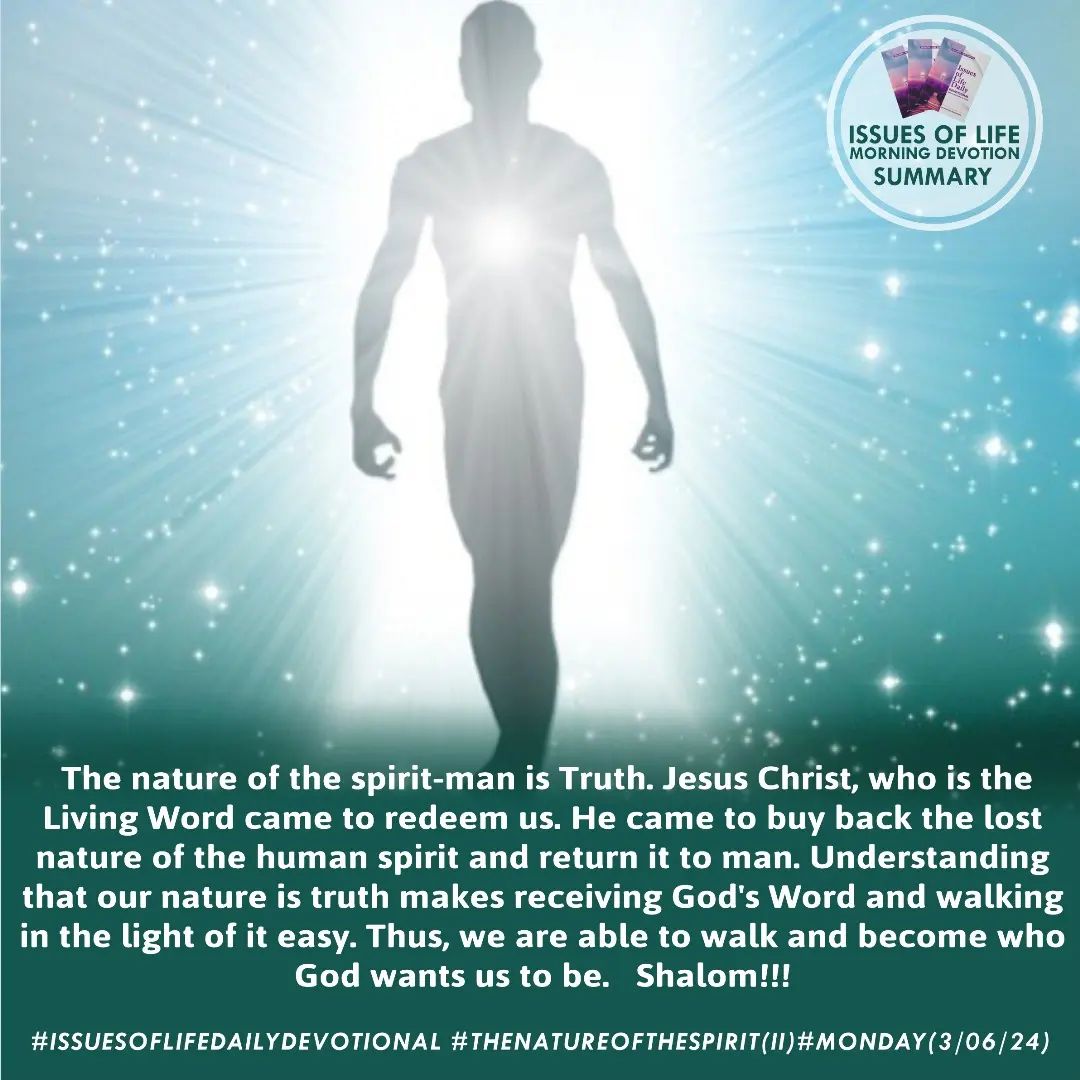 Issues
of
Life
Daily
ISSUES OF LIFE
MORNING DEVOTION
SUMMARY
The nature of the spirit-man is Truth. Jesus Christ, who is the
Living Word came to redeem us. He came to buy back the lost
nature of the human spirit and return it to man. Understanding
that our nature is truth makes receiving God's Word and walking
in the light of it easy. Thus, we are able to walk and become who
God wants us to be. Shalom!!!
#ISSUESOFLIFEDAILYDEVOTIONAL #THENATUREOFTHESPIRIT(II)#MONDAY(3/06/24)